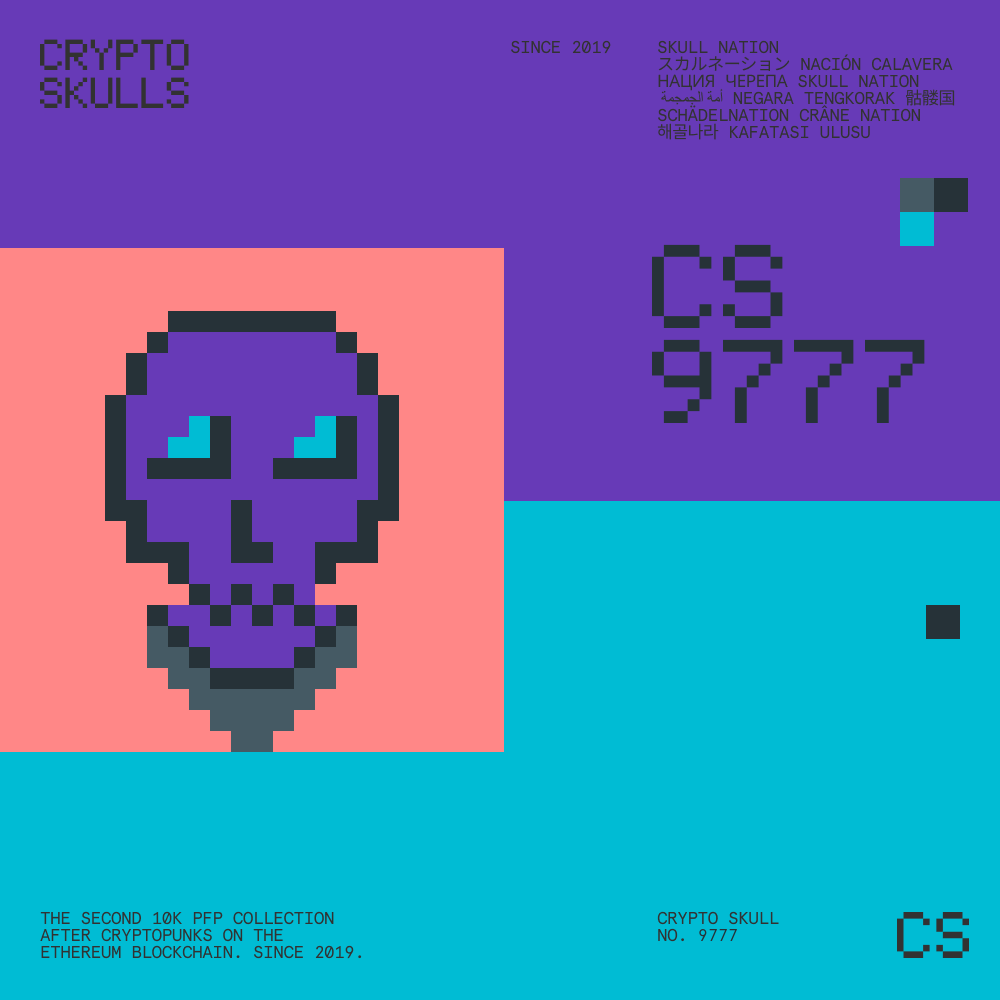 CRYPTO
SKULLS
SINCE 2019
SKULL NATION
スカルネーション NACIÓN CALAVERA
НАЦИЯ ЧЕРЕПА SKULL NATION
أمة الجمجمة NEGARA TENGKORAK 骷髅国
SCHÄDELNATION CRÂNE NATION
해골나라 KAFATASI ULUSU
CS
9777
THE SECOND 10K PFP COLLECTION
AFTER CRYPTOPUNKS ON THE
ETHEREUM BLOCKCHAIN. SINCE 2019.
CRYPTO SKULL
NO. 9777
CS